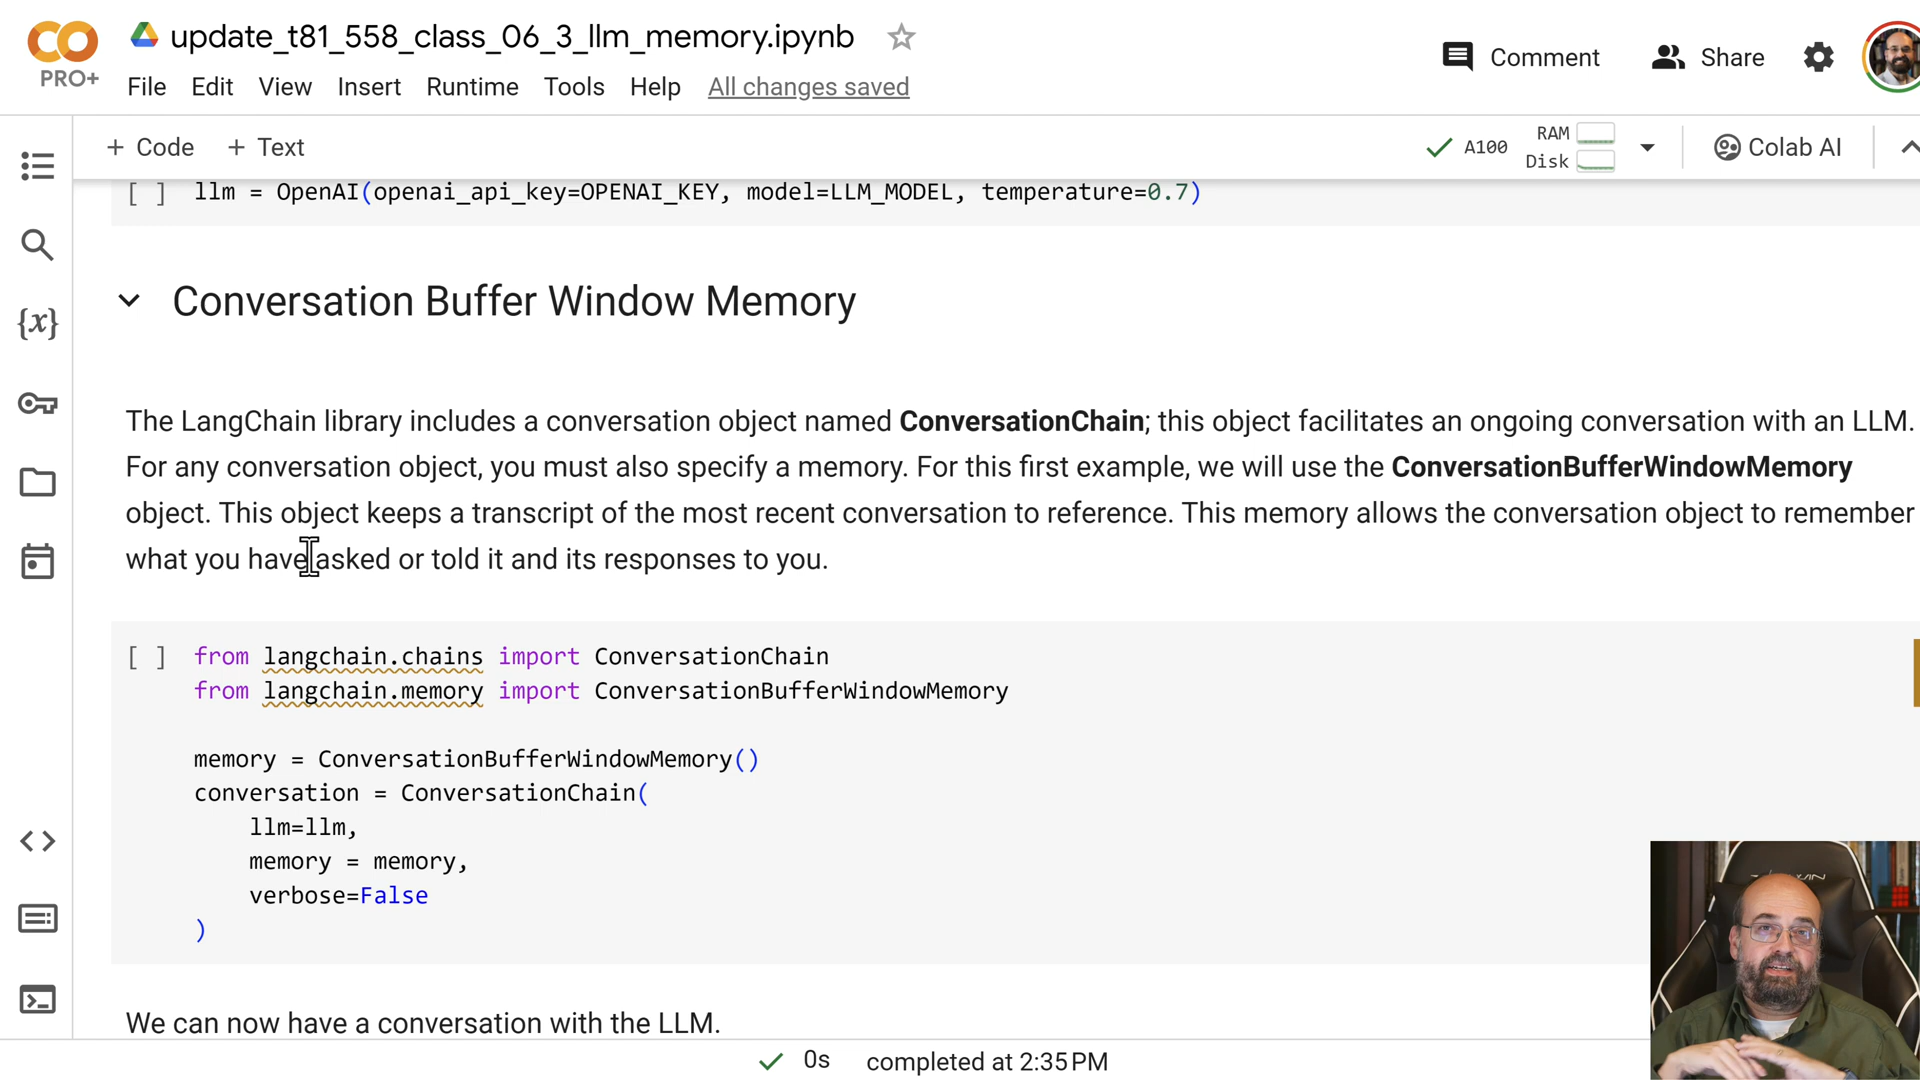 update_t81_558_class_06_3_llm_memory.ipynb
PRO+
File Edit View Insert Runtime Tools Help All changes saved
Comment
Share
+ Code + Text
A100
RAM
Disk
Colab AI
[ ] llm = OpenAI(openai_api_key=OPENAI_KEY, model=LLM_MODEL, temperature=0.7)
Conversation Buffer Window Memory
The LangChain library includes a conversation object named ConversationChain; this object facilitates an ongoing conversation with an LLM.
For any conversation object, you must also specify a memory. For this first example, we will use the ConversationBufferWindowMemory
object. This object keeps a transcript of the most recent conversation to reference. This memory allows the conversation object to remember
what you have asked or told it and its responses to you.
[ ] from langchain.chains import ConversationChain
from langchain.memory import ConversationBufferWindowMemory
memory = ConversationBufferWindowMemory()
conversation = ConversationChain(
llm=llm,
memory = memory,
verbose=False
)
We can now have a conversation with the LLM.
0s completed at 2:35 PM
{x}